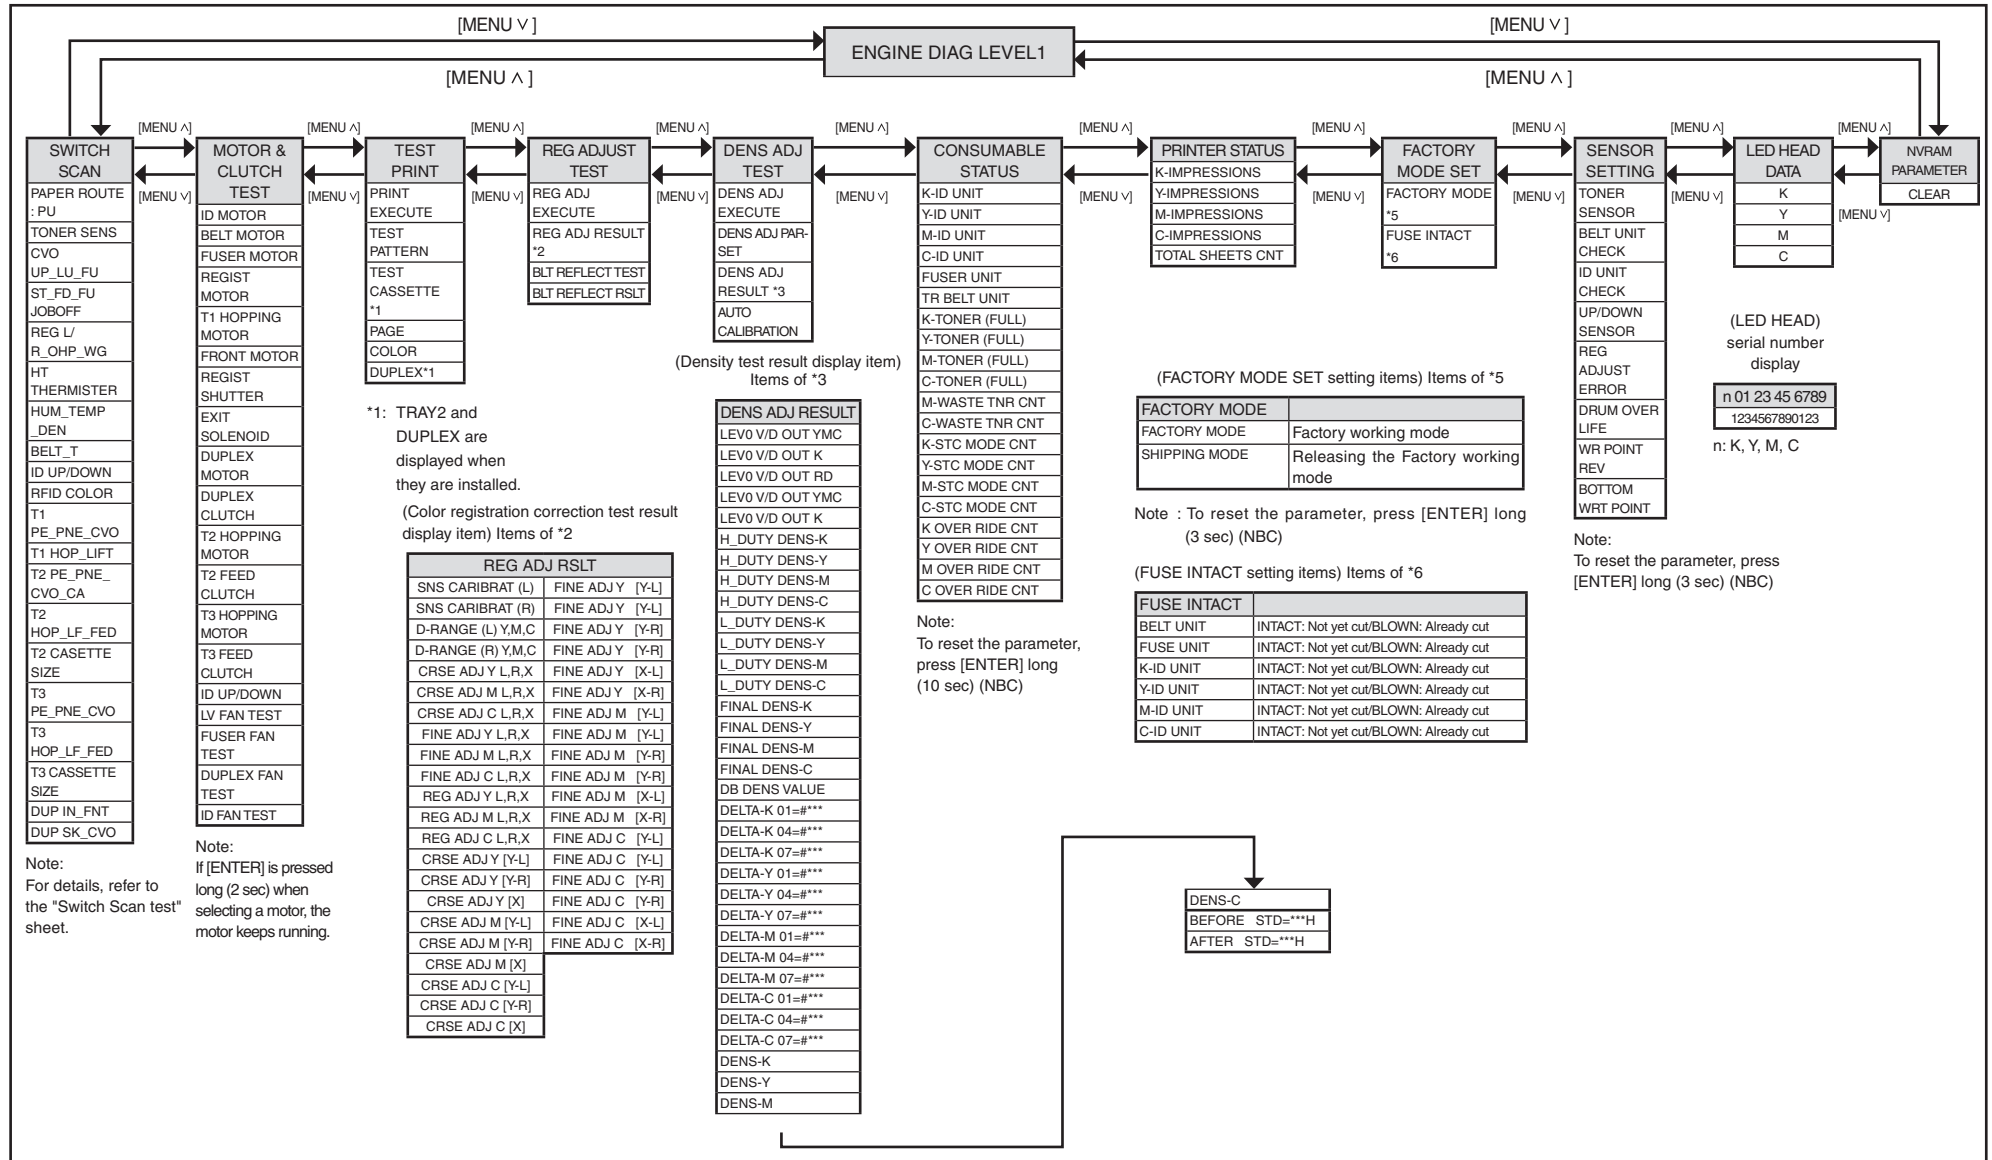 [MENU ∨]
[MENU ∨]
ENGINE DIAG LEVEL1
[MENU ∧]
[MENU ∧]
[MENU ∧]
[MENU ∧]
[MENU ∧]
[MENU ∧]
[MENU ∧]
[MENU ∧]
[MENU ∧]
[MENU ∧]
[MENU ∧]
[MENU ∧]
[MENU ∨]
[MENU ∨]
[MENU ∨]
[MENU ∨]
[MENU ∨]
[MENU ∨]
[MENU ∨]
[MENU ∨]
[MENU ∨]
[MENU ∨]
SWITCH
SCAN
PAPER ROUTE
: PU
TONER SENS
CVO
UP_LU_FU
ST_FD_FU
JOBOFF
REG L/
R_OHP_WG
HT
THERMISTER
HUM_TEMP
_DEN
BELT_T
ID UP/DOWN
RFID COLOR
T1
PE_PNE_CVO
T1 HOP_LIFT
T2 PE_PNE_
CVO_CA
T2
HOP_LF_FED
T2 CASETTE
SIZE
T3
PE_PNE_CVO
T3
HOP_LF_FED
T3 CASSETTE
SIZE
DUP IN_FNT
DUP SK_CVO
Note:
For details, refer to
the "Switch Scan test"
sheet.
MOTOR &
CLUTCH
TEST
ID MOTOR
BELT MOTOR
FUSER MOTOR
REGIST
MOTOR
T1 HOPPING
MOTOR
FRONT MOTOR
REGIST
SHUTTER
EXIT
SOLENOID
DUPLEX
MOTOR
DUPLEX
CLUTCH
T2 HOPPING
MOTOR
T2 FEED
CLUTCH
T3 HOPPING
MOTOR
T3 FEED
CLUTCH
ID UP/DOWN
LV FAN TEST
FUSER FAN
TEST
DUPLEX FAN
TEST
ID FAN TEST
Note:
If [ENTER] is pressed
long (2 sec) when
selecting a motor, the
motor keeps running.
TEST
PRINT
PRINT
EXECUTE
TEST
PATTERN
TEST
CASSETTE
*1
PAGE
COLOR
DUPLEX*1
*1: TRAY2 and
DUPLEX are
displayed when
they are installed.
REG ADJUST
TEST
REG ADJ
EXECUTE
REG ADJ RESULT
*2
BLT REFLECT TEST
BLT REFLECT RSLT
(Color registration correction test result
display item) Items of *2
REG ADJ RSLT
SNS CARIBRAT (L) FINE ADJ Y [Y-L]
SNS CARIBRAT (R) FINE ADJ Y [Y-L]
D-RANGE (L) Y,M,C FINE ADJ Y [Y-R]
D-RANGE (R) Y,M,C FINE ADJ Y [Y-R]
CRSE ADJ Y L,R,X FINE ADJ Y [X-L]
CRSE ADJ M L,R,X FINE ADJ Y [X-R]
CRSE ADJ C L,R,X FINE ADJ M [Y-L]
FINE ADJ Y L,R,X FINE ADJ M [Y-L]
FINE ADJ M L,R,X FINE ADJ M [Y-R]
FINE ADJ C L,R,X FINE ADJ M [Y-R]
REG ADJ Y L,R,X FINE ADJ M [X-L]
REG ADJ M L,R,X FINE ADJ M [X-R]
REG ADJ C L,R,X FINE ADJ C [Y-L]
CRSE ADJ Y [Y-L] FINE ADJ C [Y-L]
CRSE ADJ Y [Y-R] FINE ADJ C [Y-R]
CRSE ADJ Y [X] FINE ADJ C [Y-R]
CRSE ADJ M [Y-L] FINE ADJ C [X-L]
CRSE ADJ M [Y-R] FINE ADJ C [X-R]
CRSE ADJ M [X]
CRSE ADJ C [Y-L]
CRSE ADJ C [Y-R]
CRSE ADJ C [X]
DENS ADJ
TEST
DENS ADJ
EXECUTE
DENS ADJ PAR-
SET
DENS ADJ
RESULT *3
AUTO
CALIBRATION
(Density test result display item)
Items of *3
DENS ADJ RESULT
LEV0 V/D OUT YMC
LEV0 V/D OUT K
LEV0 V/D OUT RD
LEV0 V/D OUT YMC
LEV0 V/D OUT K
H_DUTY DENS-K
H_DUTY DENS-Y
H_DUTY DENS-M
H_DUTY DENS-C
L_DUTY DENS-K
L_DUTY DENS-Y
L_DUTY DENS-M
L_DUTY DENS-C
FINAL DENS-K
FINAL DENS-Y
FINAL DENS-M
FINAL DENS-C
DB DENS VALUE
DELTA-K 01=#***
DELTA-K 04=#***
DELTA-K 07=#***
DELTA-Y 01=#***
DELTA-Y 04=#***
DELTA-Y 07=#***
DELTA-M 01=#***
DELTA-M 04=#***
DELTA-M 07=#***
DELTA-C 01=#***
DELTA-C 04=#***
DELTA-C 07=#***
DENS-K
DENS-Y
DENS-M
DENS-C
BEFORE STD=***H
AFTER STD=***H
CONSUMABLE
STATUS
K-ID UNIT
Y-ID UNIT
M-ID UNIT
C-ID UNIT
FUSER UNIT
TR BELT UNIT
K-TONER (FULL)
Y-TONER (FULL)
M-TONER (FULL)
C-TONER (FULL)
M-WASTE TNR CNT
C-WASTE TNR CNT
K-STC MODE CNT
Y-STC MODE CNT
M-STC MODE CNT
C-STC MODE CNT
K OVER RIDE CNT
Y OVER RIDE CNT
M OVER RIDE CNT
C OVER RIDE CNT
Note:
To reset the parameter,
press [ENTER] long
(10 sec) (NBC)
PRINTER STATUS
K-IMPRESSIONS
Y-IMPRESSIONS
M-IMPRESSIONS
C-IMPRESSIONS
TOTAL SHEETS CNT
FACTORY
MODE SET
FACTORY MODE
*5
FUSE INTACT
*6
(FACTORY MODE SET setting items) Items of *5
FACTORY MODE
FACTORY MODE Factory working mode
SHIPPING MODE Releasing the Factory working
mode
Note : To reset the parameter, press [ENTER] long
(3 sec) (NBC)
(FUSE INTACT setting items) Items of *6
FUSE INTACT
BELT UNIT INTACT: Not yet cut/BLOWN: Already cut
FUSE UNIT INTACT: Not yet cut/BLOWN: Already cut
K-ID UNIT INTACT: Not yet cut/BLOWN: Already cut
Y-ID UNIT INTACT: Not yet cut/BLOWN: Already cut
M-ID UNIT INTACT: Not yet cut/BLOWN: Already cut
C-ID UNIT INTACT: Not yet cut/BLOWN: Already cut
SENSOR
SETTING
TONER
SENSOR
BELT UNIT
CHECK
ID UNIT
CHECK
UP/DOWN
SENSOR
REG
ADJUST
ERROR
DRUM OVER
LIFE
WR POINT
REV
BOTTOM
WRT POINT
Note:
To reset the parameter, press
[ENTER] long (3 sec) (NBC)
LED HEAD
DATA
K
Y
M
C
(LED HEAD)
serial number
display
n 01 23 45 6789
1234567890123
n: K, Y, M, C
NVRAM
PARAMETER
CLEAR